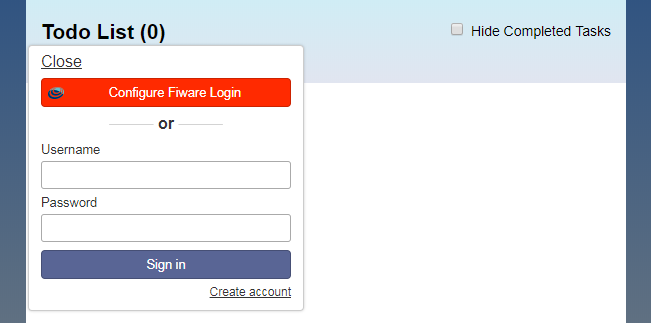 Todo List (0)
Hide Completed Tasks
Close
Configure Fiware Login
or
Username
Password
Sign in
Create account